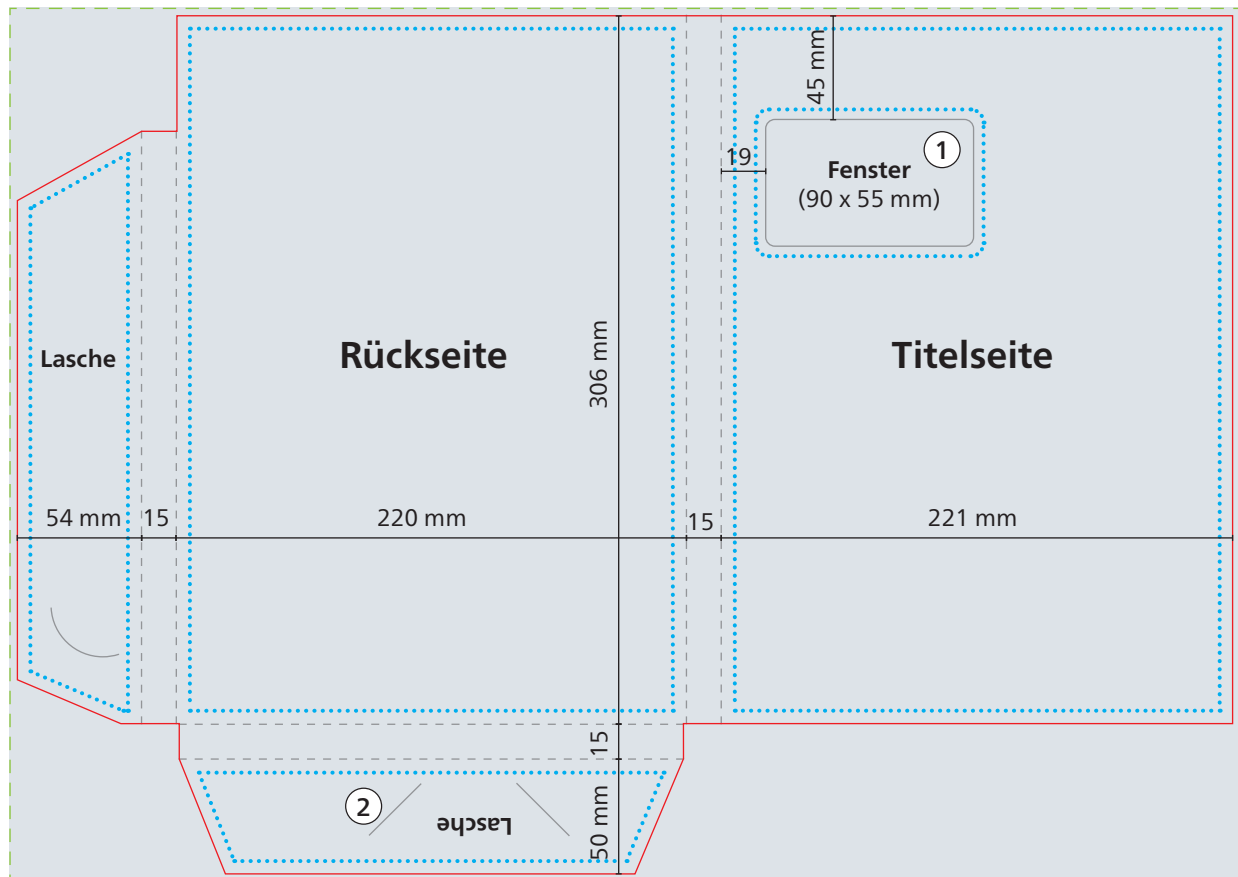 45 mm
1
19
Fenster
(90 x 55 mm)
Lasche
Rückseite
306 mm
Titelseite
54 mm
15
220 mm
15
221 mm
15
2
Lasche
50 mm